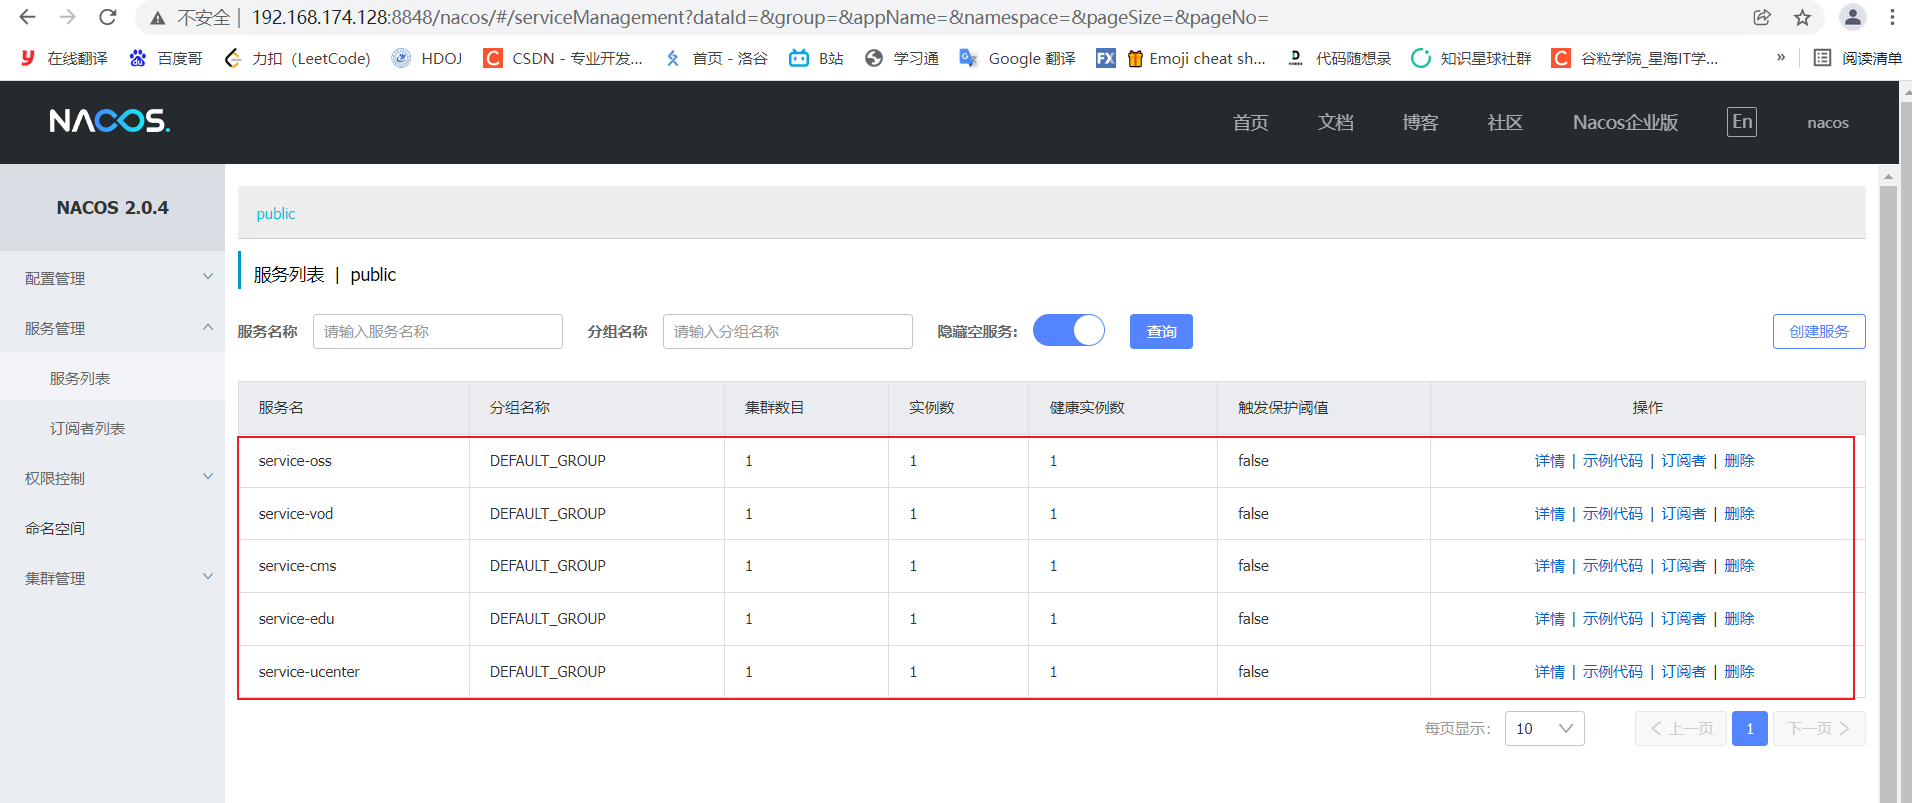 不安全 | 192.168.174.128:8848/nacos/#/serviceManagement?dataId=&group=&appName=&namespace=&pageSize=&pageNo=
在线翻译 百度哥 力扣 (LeetCode) HDOJ CSDN - 专业开发... 首页 - 洛谷 B站 学习通 Google 翻译 FX Emoji cheat sh... 代码随想录 知识星球社群 谷粒学院_星海IT学... » 阅读清单
NACOS. 首页 文档 博客 社区 Nacos企业版 En nacos
NACOS 2.0.4
配置管理
服务管理
服务列表
订阅者列表
权限控制
命名空间
集群管理
public
服务列表 | public
服务名称 请输入服务名称 分组名称 请输入分组名称 隐藏空服务: 查询 创建服务
服务名 分组名称 集群数目 实例数 健康实例数 触发保护阈值 操作
service-oss DEFAULT_GROUP 1 1 1 false 详情 | 示例代码 | 订阅者 | 删除
service-vod DEFAULT_GROUP 1 1 1 false 详情 | 示例代码 | 订阅者 | 删除
service-cms DEFAULT_GROUP 1 1 1 false 详情 | 示例代码 | 订阅者 | 删除
service-edu DEFAULT_GROUP 1 1 1 false 详情 | 示例代码 | 订阅者 | 删除
service-ucenter DEFAULT_GROUP 1 1 1 false 详情 | 示例代码 | 订阅者 | 删除
每页显示: 10 上一页 1 下一页